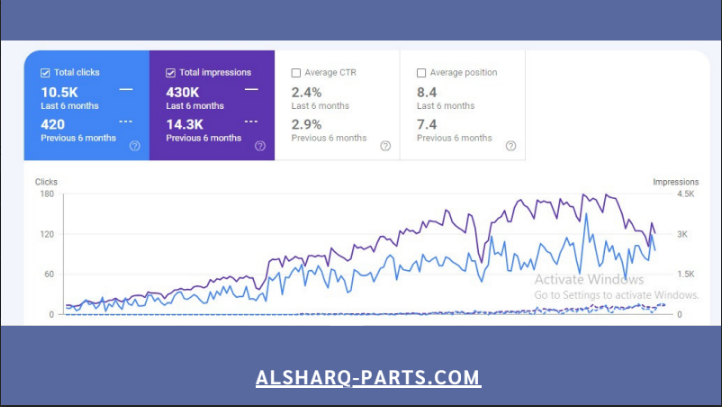 Total clicks
10.5K
Last 6 months
420
Previous 6 months
Total impressions
430K
Last 6 months
14.3K
Previous 6 months
Average CTR
2.4%
Last 6 months
2.9%
Previous 6 months
Average position
8.4
Last 6 months
7.4
Previous 6 months
Clicks
Impressions
180
4.5K
120
3K
60
1.5K
0
0
Activate Windows
Go to Settings to activate Windows.
ALSHARQ-PARTS.COM